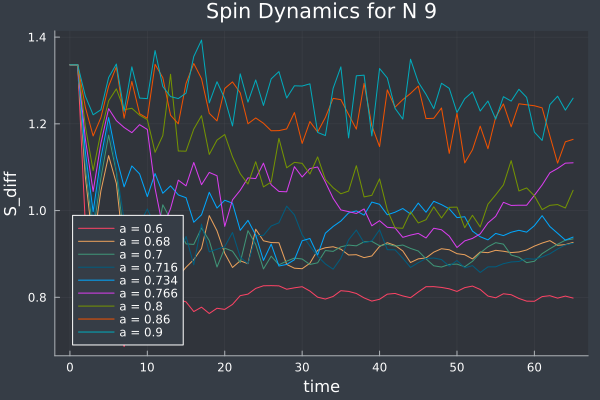 Spin Dynamics for N 9
S_diff
1.4
1.2
1.0
0.8
a = 0.6
a = 0.68
a = 0.7
a = 0.716
a = 0.734
a = 0.766
a = 0.8
a = 0.86
a = 0.9
0 10 20 30 40 50 60
time